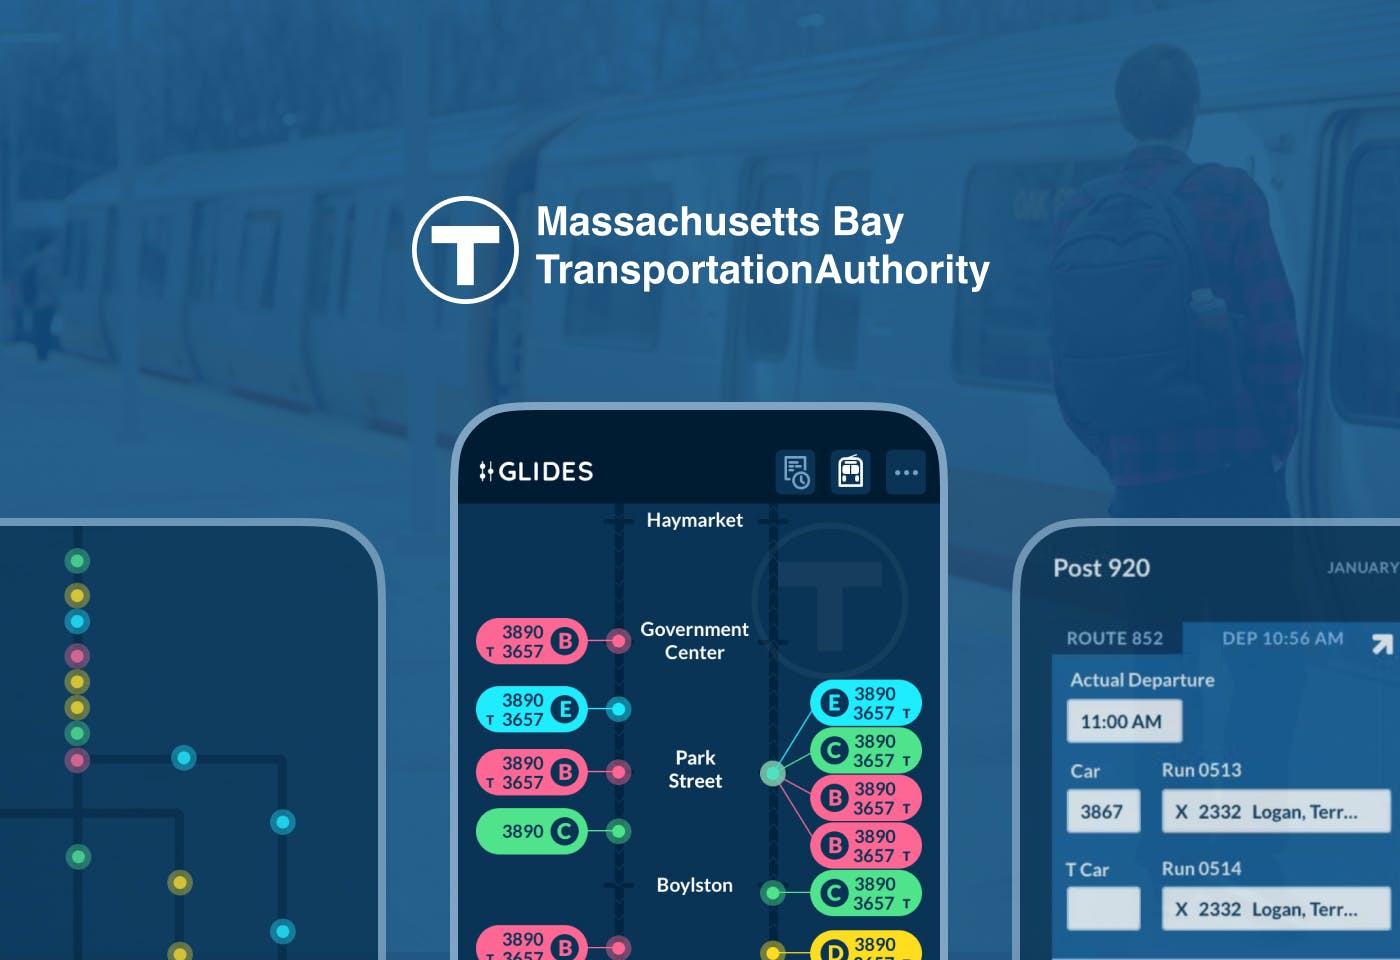 T
Massachusetts Bay
TransportationAuthority
GLIDES
Haymarket
3890
T 3657 B
Government
Center
3890
T 3657 E
3890
T 3657 B
Park
Street
3890 C
E 3890
3657 T
C 3890
3657 T
B 3890
3657 T
B 3890
3657 T
Boylston
C 3890
3657 T
3890
3657 B
D 3890
Post 920
JANUARY
ROUTE 852
DEP 10:56 AM
Actual Departure
11:00 AM
Car
Run 0513
3867
X 2332 Logan, Terr...
T Car
Run 0514
X 2332 Logan, Terr...